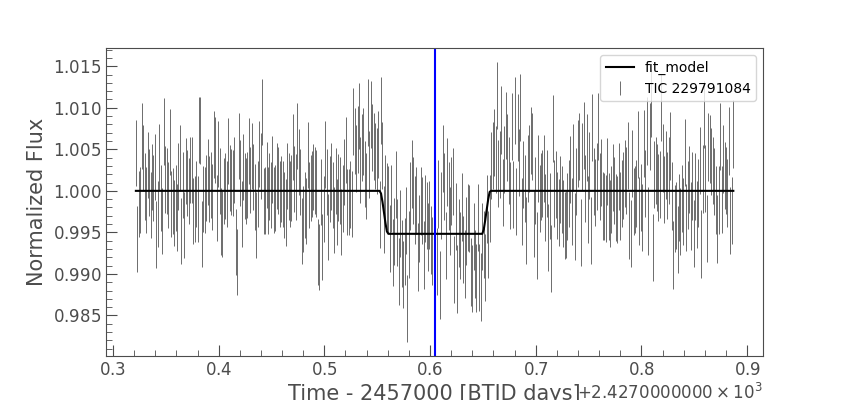 fit_model
TIC 229791084
Normalized Flux
1.015
1.010
1.005
1.000
0.995
0.990
0.985
0.3 0.4 0.5 0.6 0.7 0.8 0.9
Time - 2457000 [BTJD days]
+2.4270000000 × 10³